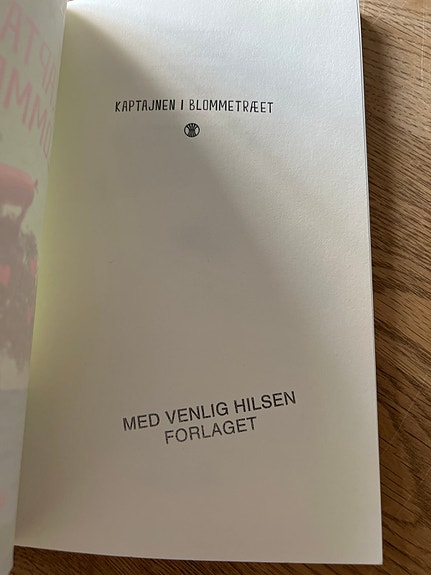 KAPTAJNEN I BLOMMETRÆET
MED VENLIG HILSEN
FORLAGET